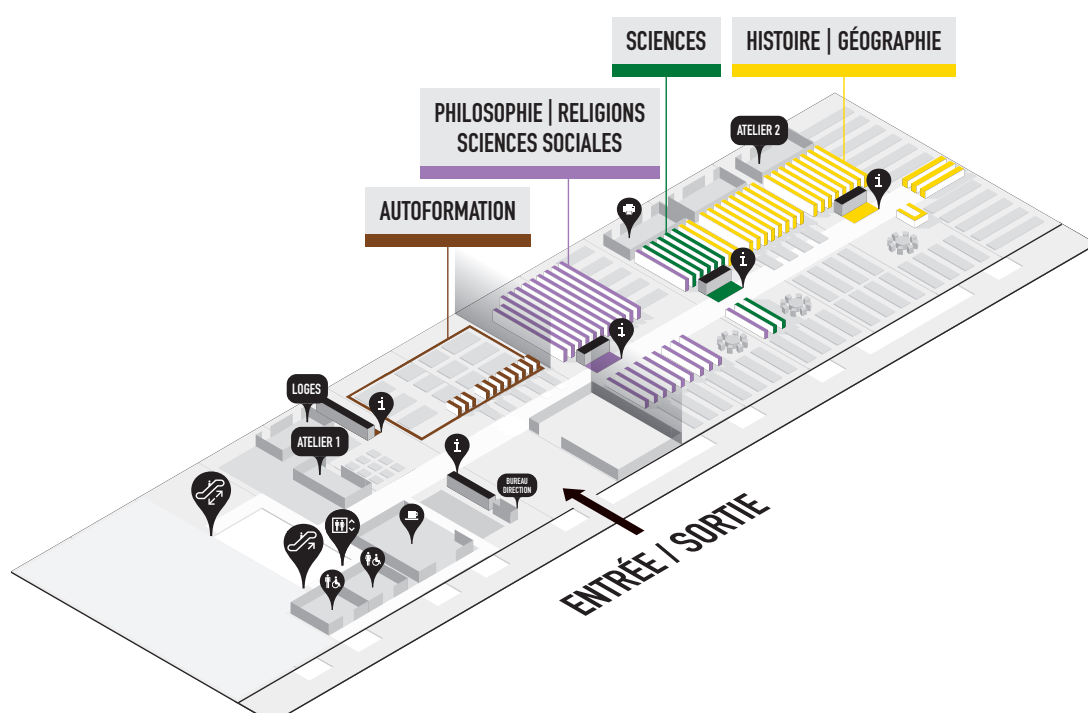 SCIENCES
HISTOIRE | GÉOGRAPHIE
PHILOSOPHIE | RELIGIONS
SCIENCES SOCIALES
ATELIER 2
AUTOFORMATION
i
i
i
LOGES
i
ATELIER 1
i
BUREAU
DIRECTION
ENTRÉE / SORTIE